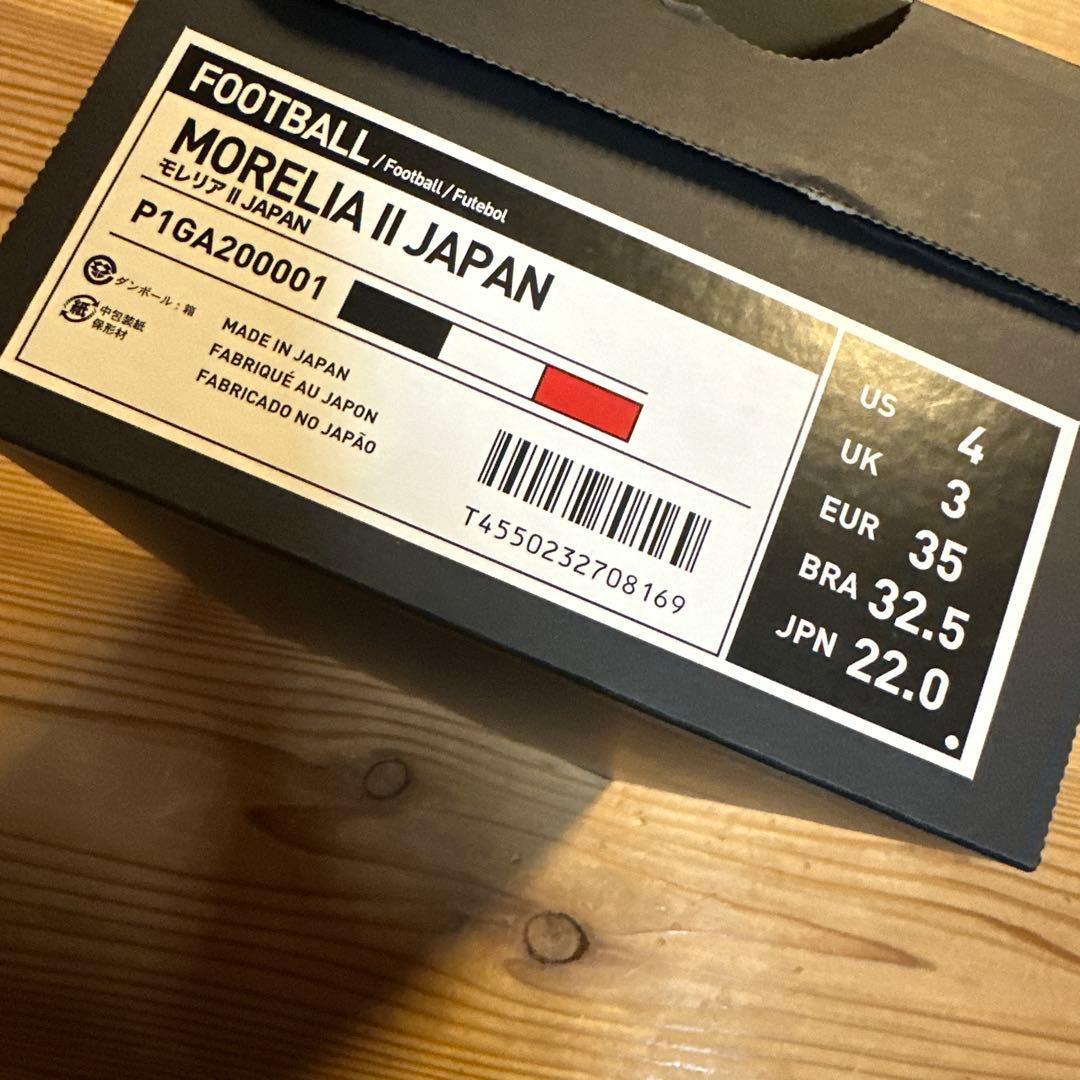 FOOTBALL / Football / Futebol
MORELIA II JAPAN
モレリア II JAPAN
P1GA200001
ダンボール:箱
紙 中包装紙
保形材
MADE IN JAPAN
FABRIQUÉ AU JAPON
FABRICADO NO JAPÃO
T4550232708169
US 4
UK 3
EUR 35
BRA 32.5
JPN 22.0